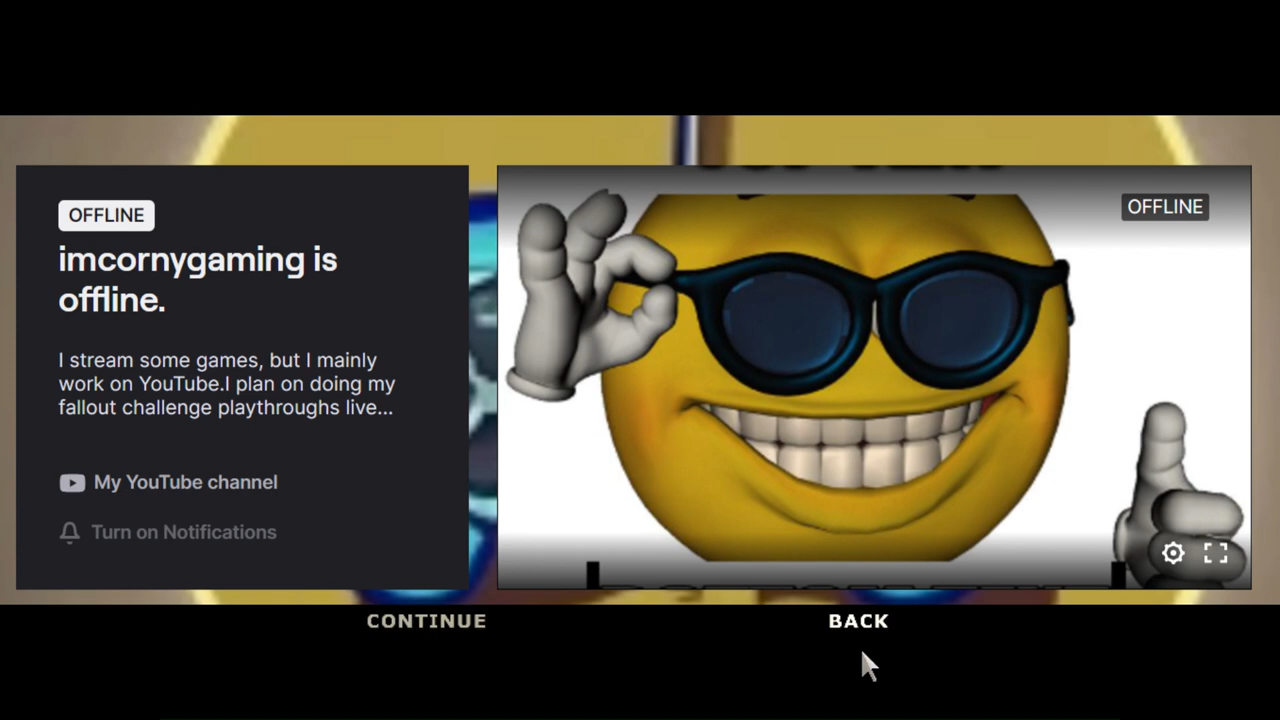 OFFLINE
imcornygaming is
offline.
I stream some games, but I mainly
work on YouTube.I plan on doing my
fallout challenge playthroughs live...
My YouTube channel
Turn on Notifications
OFFLINE
CONTINUE
BACK